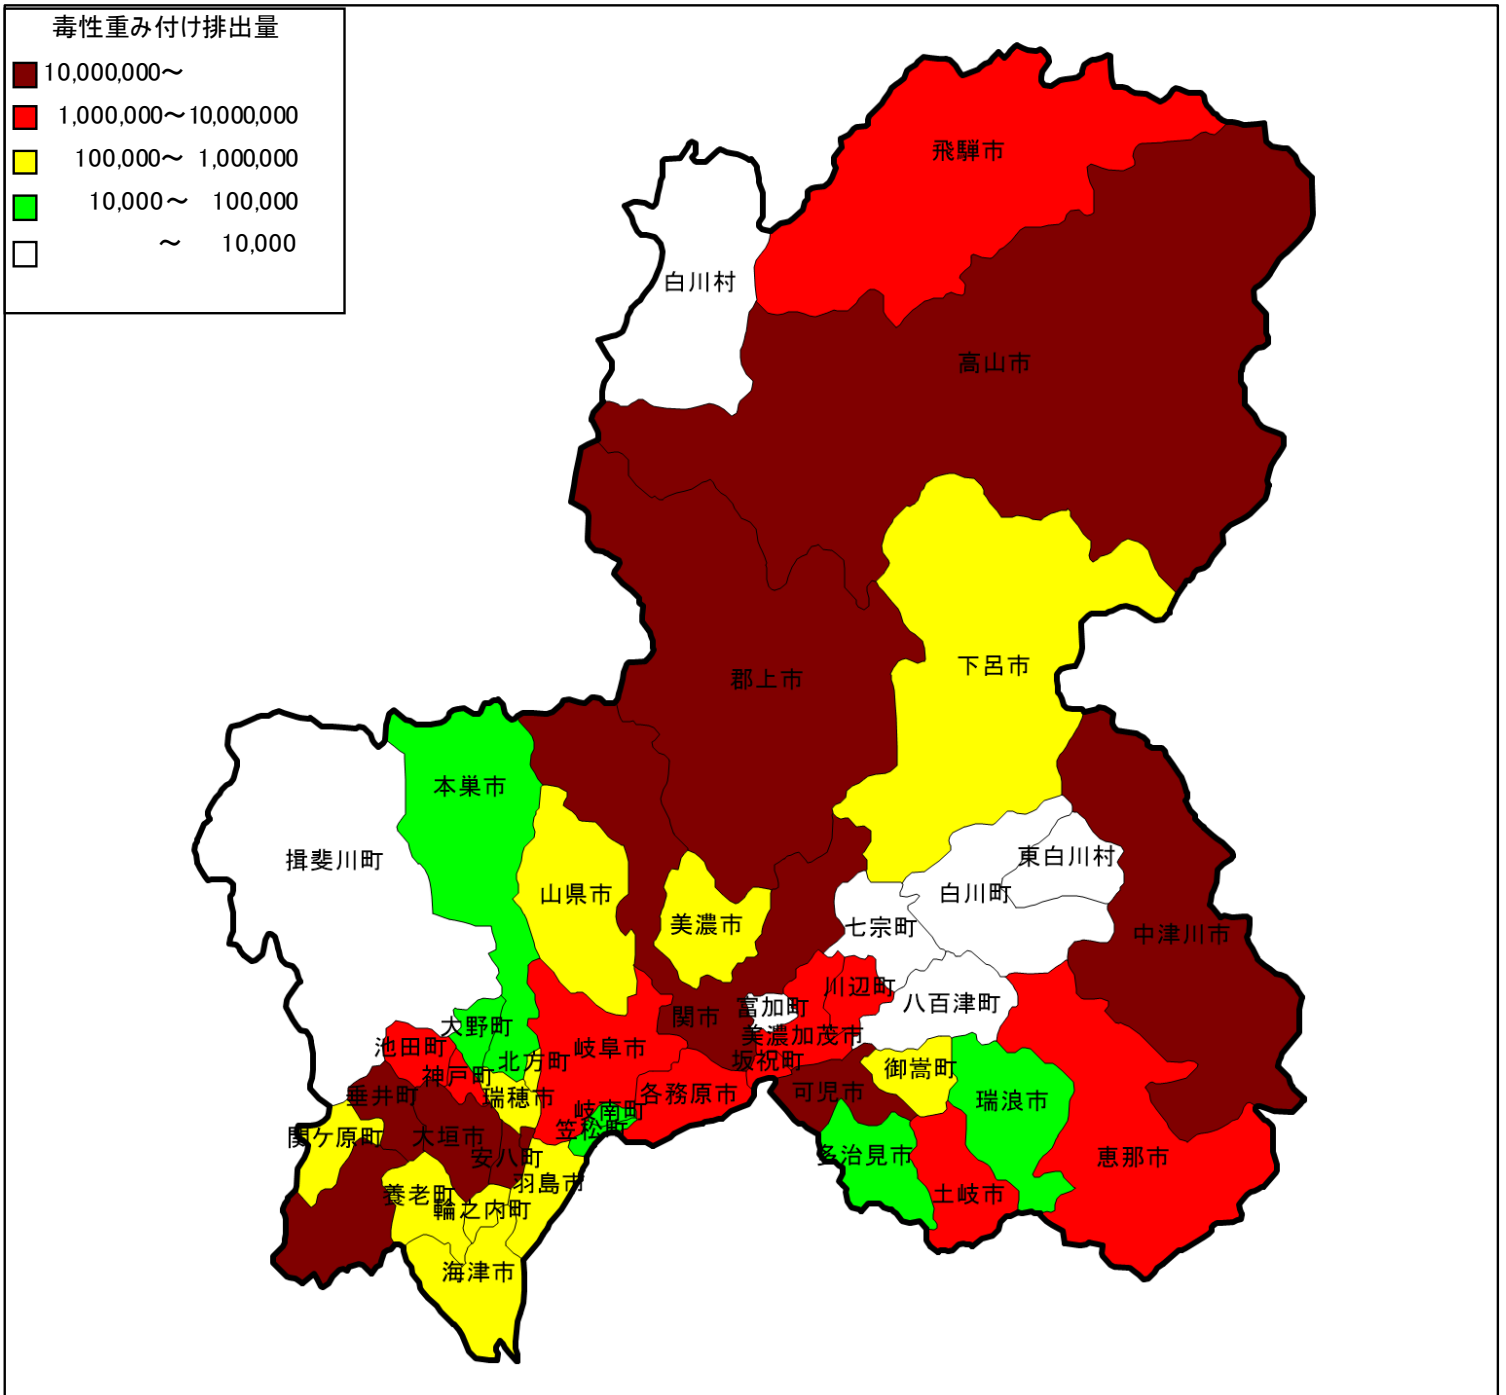 毒性重み付け排出量
10,000,000～
1,000,000～10,000,000
100,000～ 1,000,000
10,000～ 100,000
～ 10,000
飛騨市
白川村
高山市
下呂市
郡上市
本巣市
揖斐川町
東白川村
山県市
白川町
美濃市
七宗町
中津川市
川辺町
八百津町
富加町
関市
大野町
美濃加茂市
池田町
岐阜市
北方町
坂祝町
御嵩町
神戸町
各務原市
可児市
垂井町
瑞穂市
瑞浪市
岐南町
笠松町
関ケ原町
大垣市
安八町
多治見市
恵那市
羽島市
養老町
土岐市
輪之内町
海津市